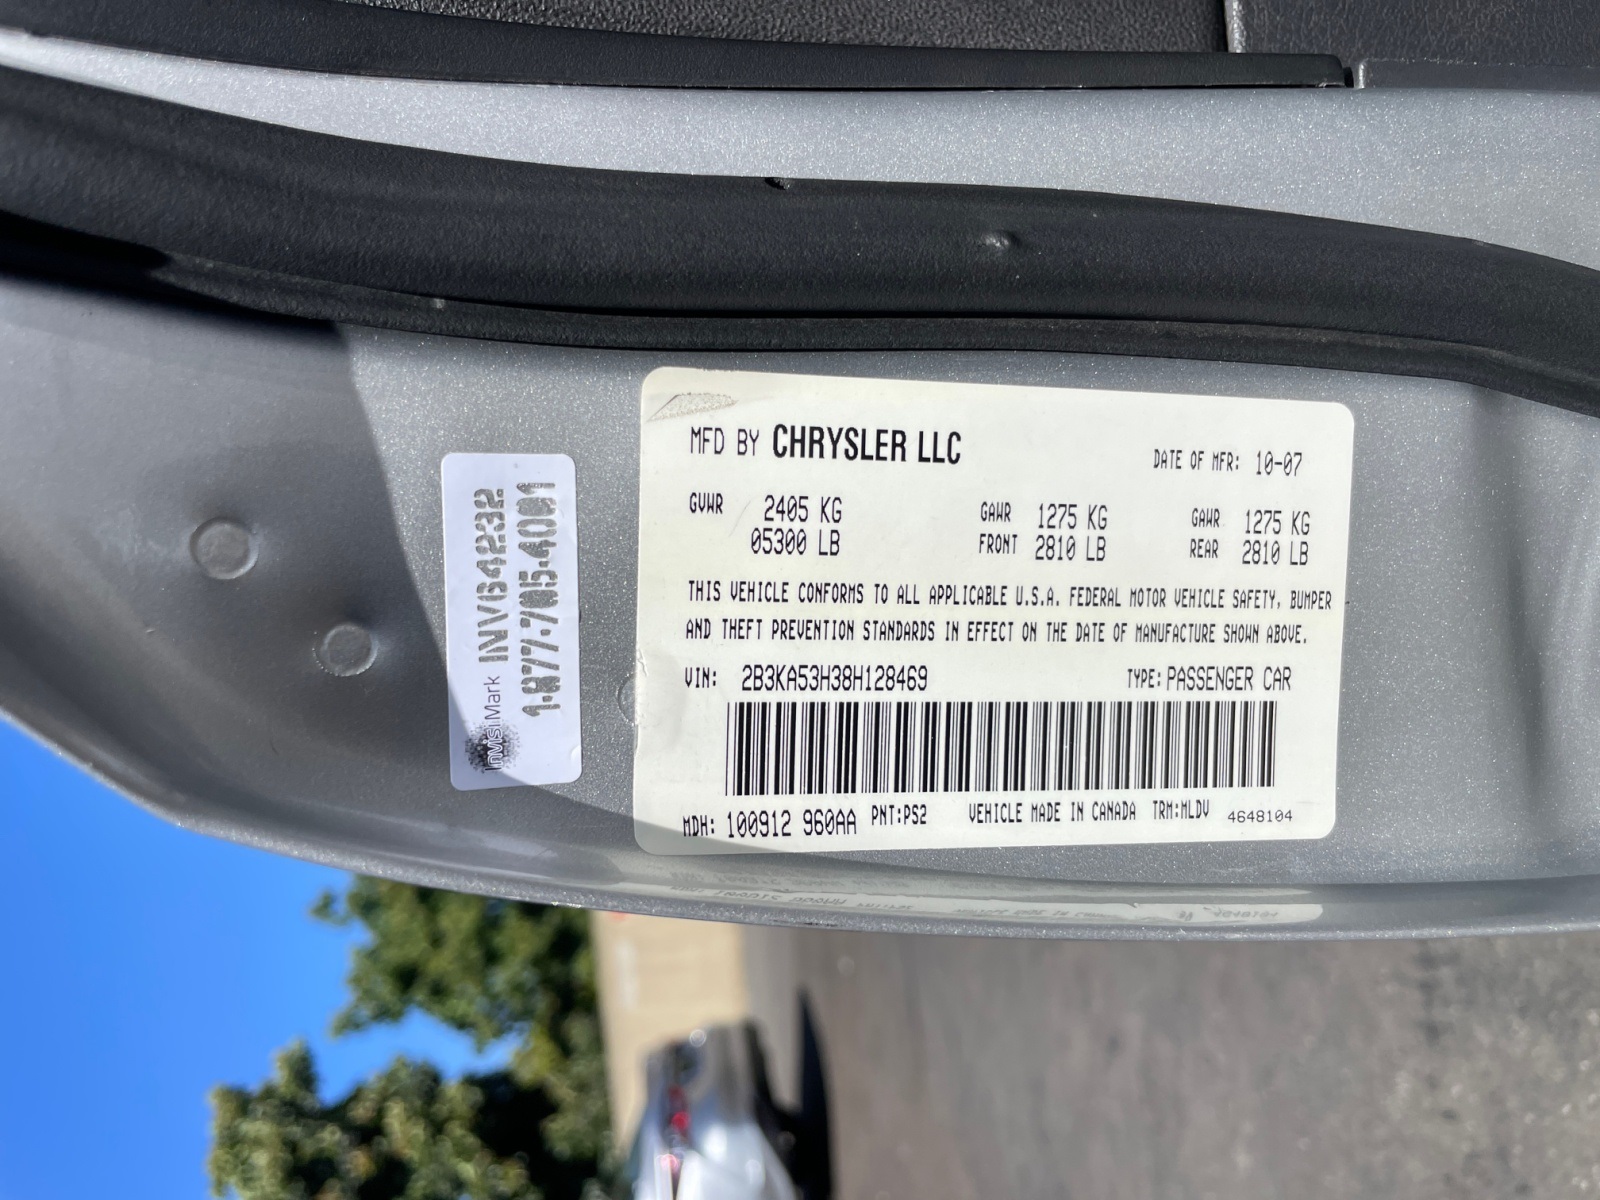 MFD BY CHRYSLER LLC
DATE OF MFR: 10-07
GVWR 2405 KG
05300 LB
GAWR 1275 KG
FRONT 2810 LB
GAWR 1275 KG
REAR 2810 LB
THIS VEHICLE CONFORMS TO ALL APPLICABLE U.S.A. FEDERAL MOTOR VEHICLE SAFETY, BUMPER
AND THEFT PREVENTION STANDARDS IN EFFECT ON THE DATE OF MANUFACTURE SHOWN ABOVE.
VIN: 2B3KA53H38H128469
TYPE: PASSENGER CAR
MDH: 100912 960AA PNT:PS2 VEHICLE MADE IN CANADA TRM:MLDV 4648104
InvisiMark INV64232
1-877-705-4001